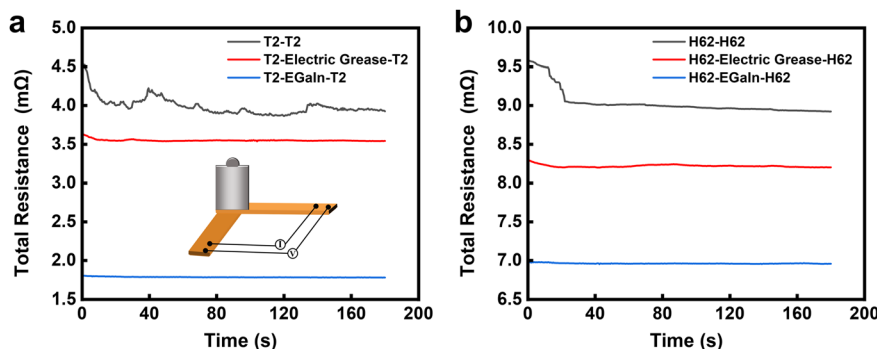 a
T2-T2
T2-Electric Grease-T2
T2-EGaIn-T2
Total Resistance (mΩ)
5.0
4.5
4.0
3.5
3.0
2.5
2.0
1.5
I
V
0
40
80
120
160
200
Time (s)
b
H62-H62
H62-Electric Grease-H62
H62-EGaIn-H62
Total Resistance (mΩ)
10.0
9.5
9.0
8.5
8.0
7.5
7.0
6.5
0
40
80
120
160
200
Time (s)